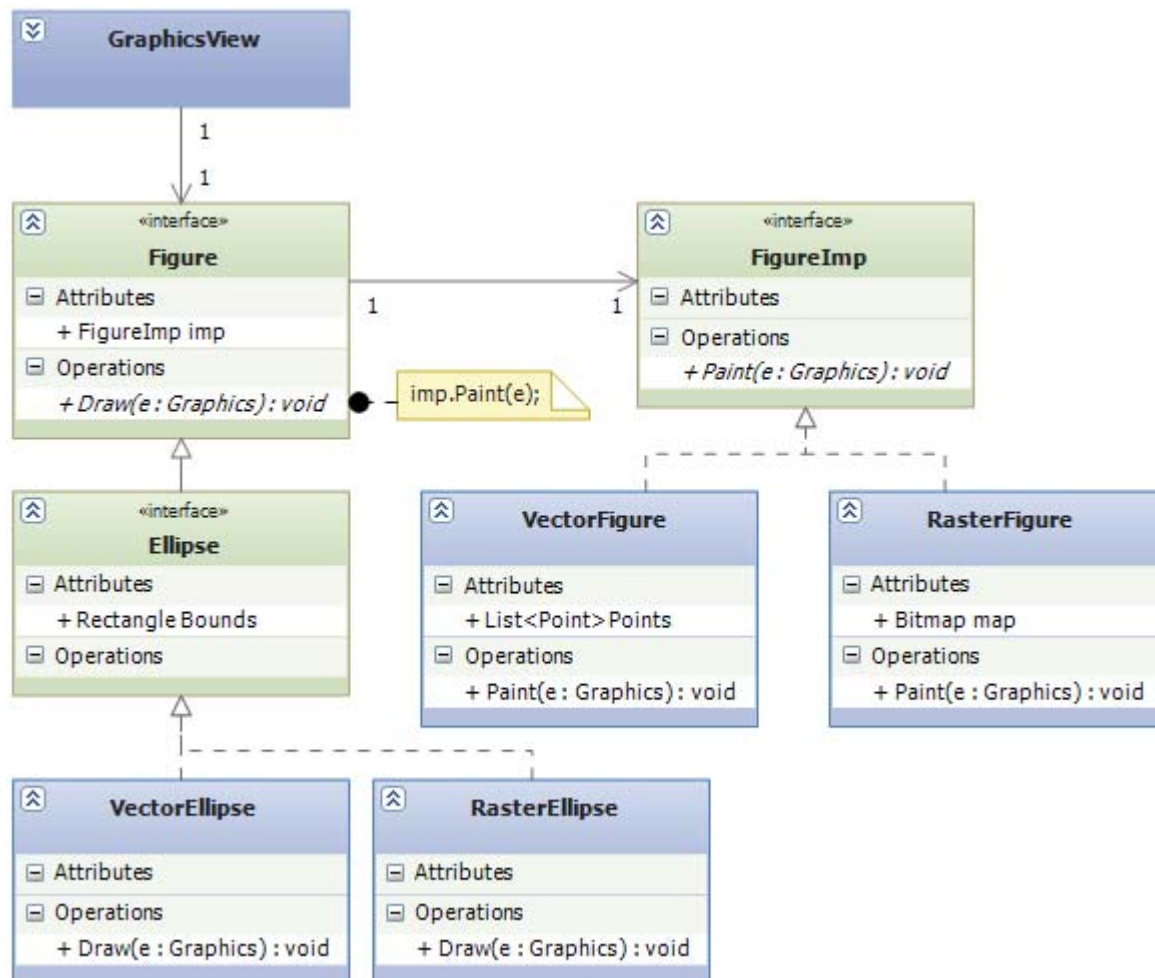 GraphicsView
1
1
«interface»
Figure
Attributes
+ FigureImp imp
Operations
+ Draw(e : Graphics) : void
1
1
imp.Paint(e);
«interface»
FigureImp
Attributes
Operations
+ Paint(e : Graphics) : void
«interface»
Ellipse
Attributes
+ Rectangle Bounds
Operations
VectorFigure
Attributes
+ List<Point> Points
Operations
+ Paint(e : Graphics) : void
RasterFigure
Attributes
+ Bitmap map
Operations
+ Paint(e : Graphics) : void
VectorEllipse
Attributes
Operations
+ Draw(e : Graphics) : void
RasterEllipse
Attributes
Operations
+ Draw(e : Graphics) : void